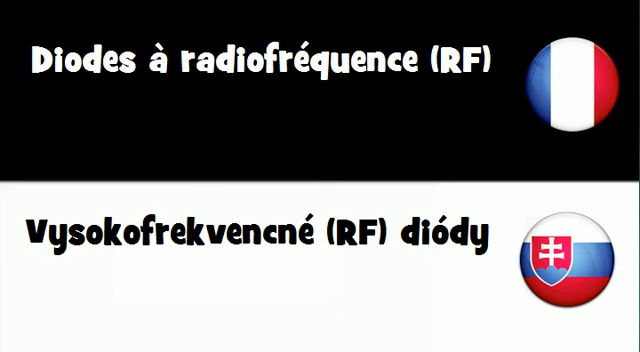 Diodes à radiofréquence (RF)
Vysokofrekvencné (RF) diódy